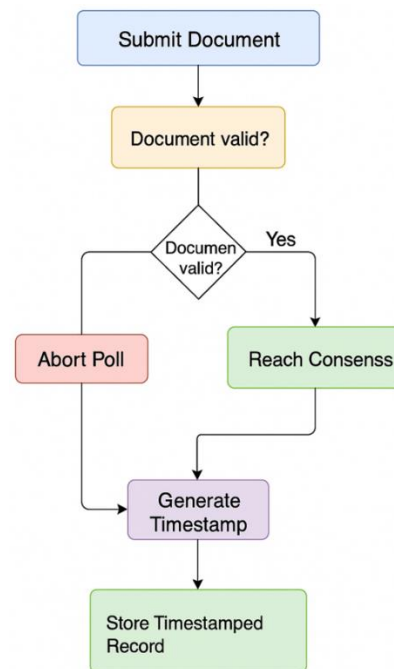 Submit Document
Document valid?
Documen
valid?
Yes
Abort Poll
Reach Consenss
Generate
Timestamp
Store Timestamped
Record